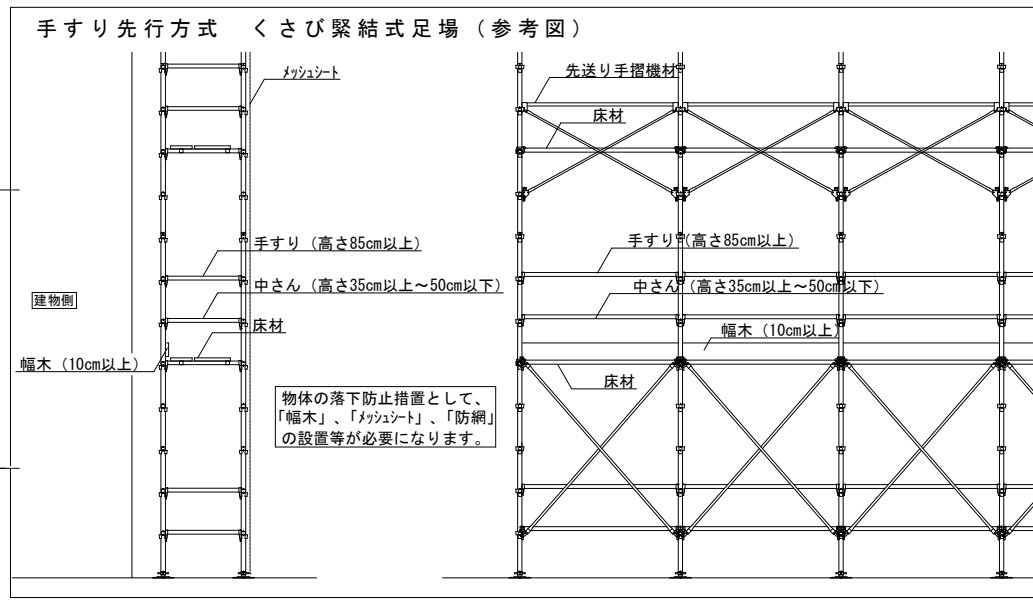 手すり先行方式　くさび緊結式足場（参考図）
ﾒｯｼｭｼｰﾄ
先送り手摺機材
床材
手すり（高さ85cm以上）
手すり（高さ85cm以上）
中さん（高さ35cm以上～50cm以下）
中さん（高さ35cm以上～50cm以下）
建物側
床材
幅木（10cm以上）
幅木（10cm以上）
床材
物体の落下防止措置として、
「幅木」、「ﾒｯｼｭｼｰﾄ」、「防網」
の設置等が必要になります。